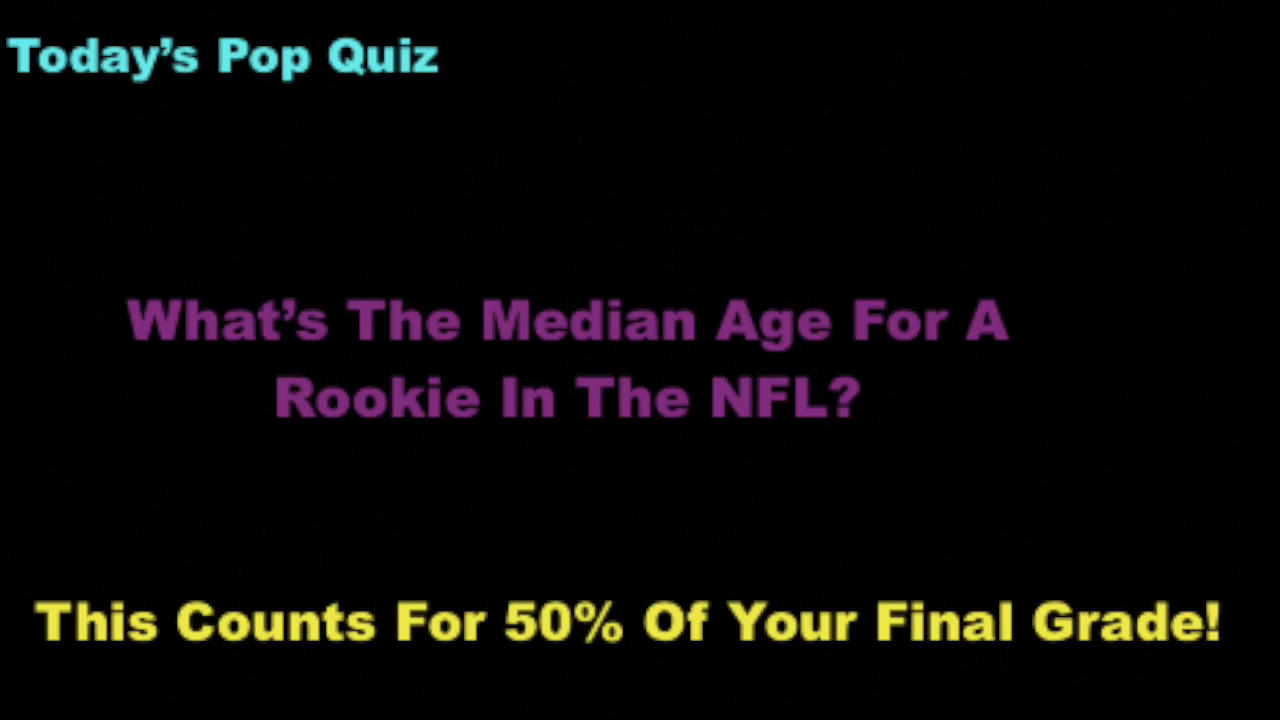 Today’s Pop Quiz
What’s The Median Age For A
Rookie In The NFL?
This Counts For 50% Of Your Final Grade!